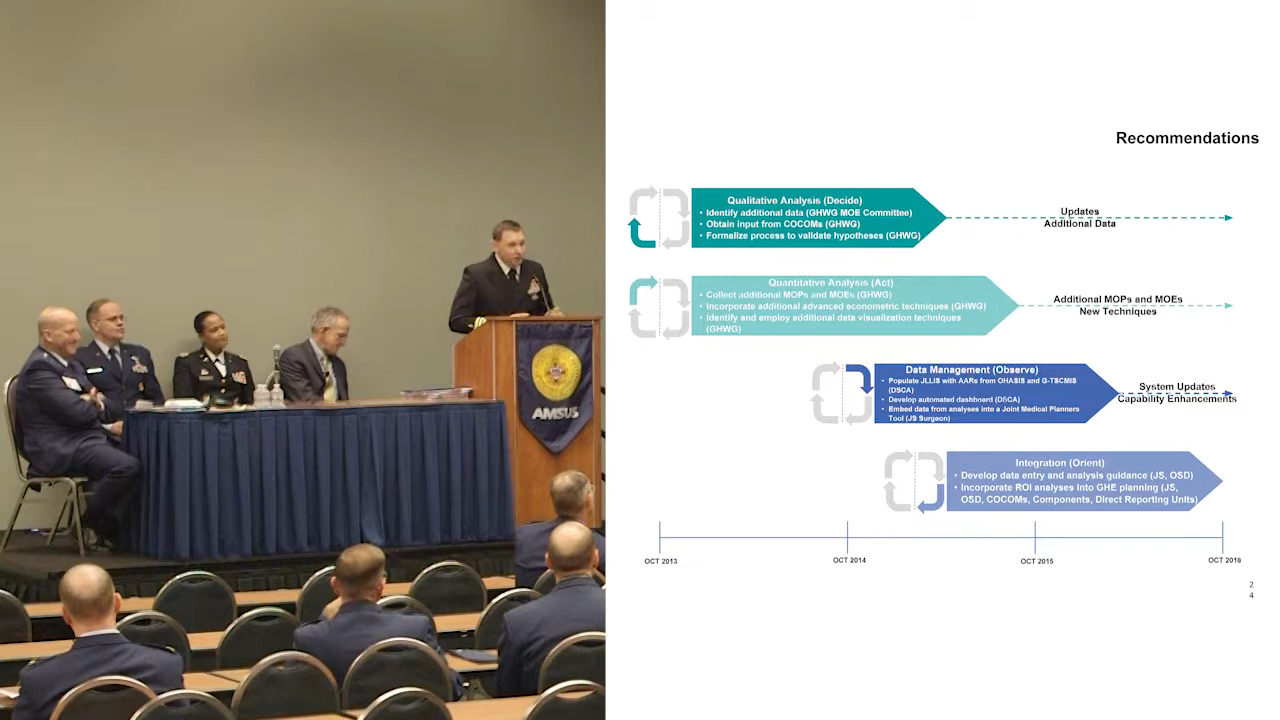 AMSUS
Recommendations
Qualitative Analysis (Decide)
• Identify additional data (GHWG MOE Committee)
• Obtain input from COCOMs (GHWG)
• Formalize process to validate hypotheses (GHWG)
Updates
Additional Data
Quantitative Analysis (Act)
• Collect additional MOPs and MOEs (GHWG)
• Incorporate additional advanced econometric techniques (GHWG)
• Identify and employ additional data visualization techniques
(GHWG)
Additional MOPs and MOEs
New Techniques
Data Management (Observe)
• Populate JLLIS with AARs from OHASIS and G-TSCMIS
(DSCA)
• Develop automated dashboard (DSCA)
• Embed data from analyses into a Joint Medical Planners
Tool (JS Surgeon)
System Updates
Capability Enhancements
Integration (Orient)
• Develop data entry and analysis guidance (JS, OSD)
• Incorporate ROI analyses into GHE planning (JS,
OSD, COCOMs, Components, Direct Reporting Units)
OCT 2013
OCT 2014
OCT 2015
OCT 2016
2
4